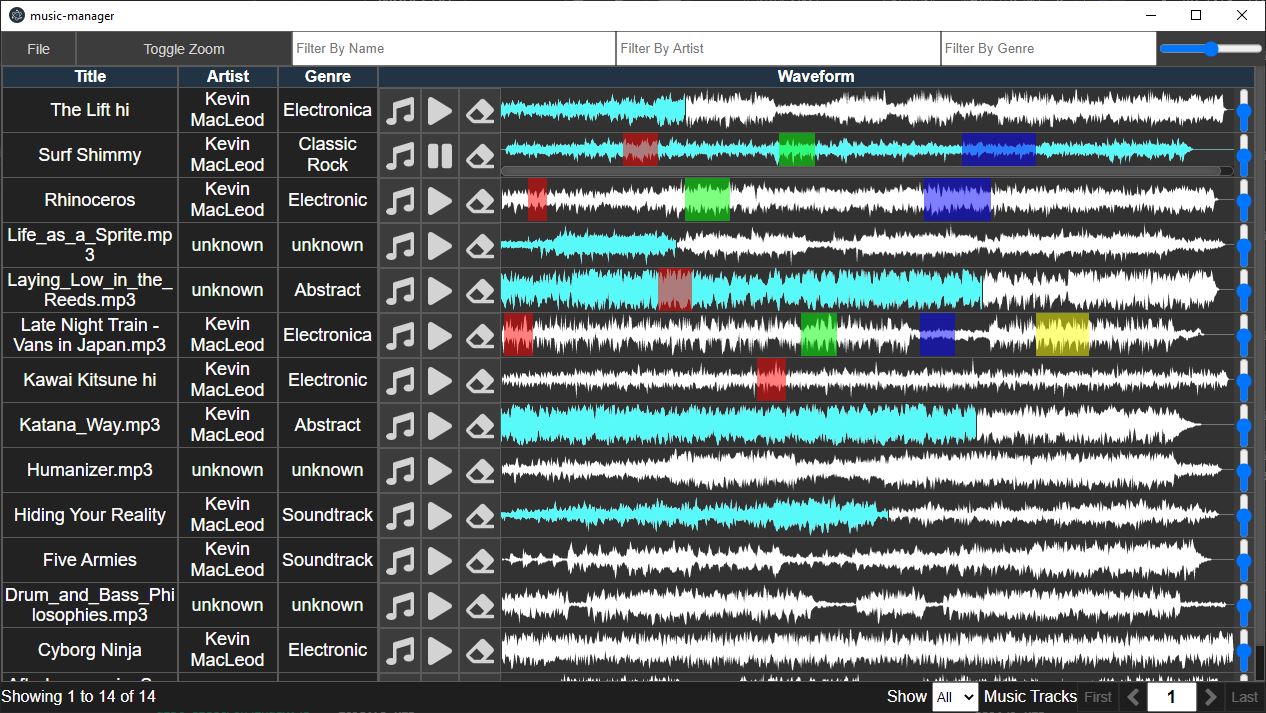 music-manager
File Toggle Zoom Filter By Name Filter By Artist Filter By Genre
Title Artist Genre Waveform
The Lift hi Kevin MacLeod Electronica
Surf Shimmy Kevin MacLeod Classic Rock
Rhinoceros Kevin MacLeod Electronic
Life_as_a_Sprite.mp3 unknown unknown
Laying_Low_in_the_Reeds.mp3 unknown Abstract
Late Night Train - Vans in Japan.mp3 Kevin MacLeod Electronica
Kawai Kitsune hi Kevin MacLeod Electronic
Katana_Way.mp3 Kevin MacLeod Abstract
Humanizer.mp3 unknown unknown
Hiding Your Reality Kevin MacLeod Soundtrack
Five Armies Kevin MacLeod Soundtrack
Drum_and_Bass_Philosophies.mp3 unknown unknown
Cyborg Ninja Kevin MacLeod Electronic
Showing 1 to 14 of 14 Show All Music Tracks First 1 Last